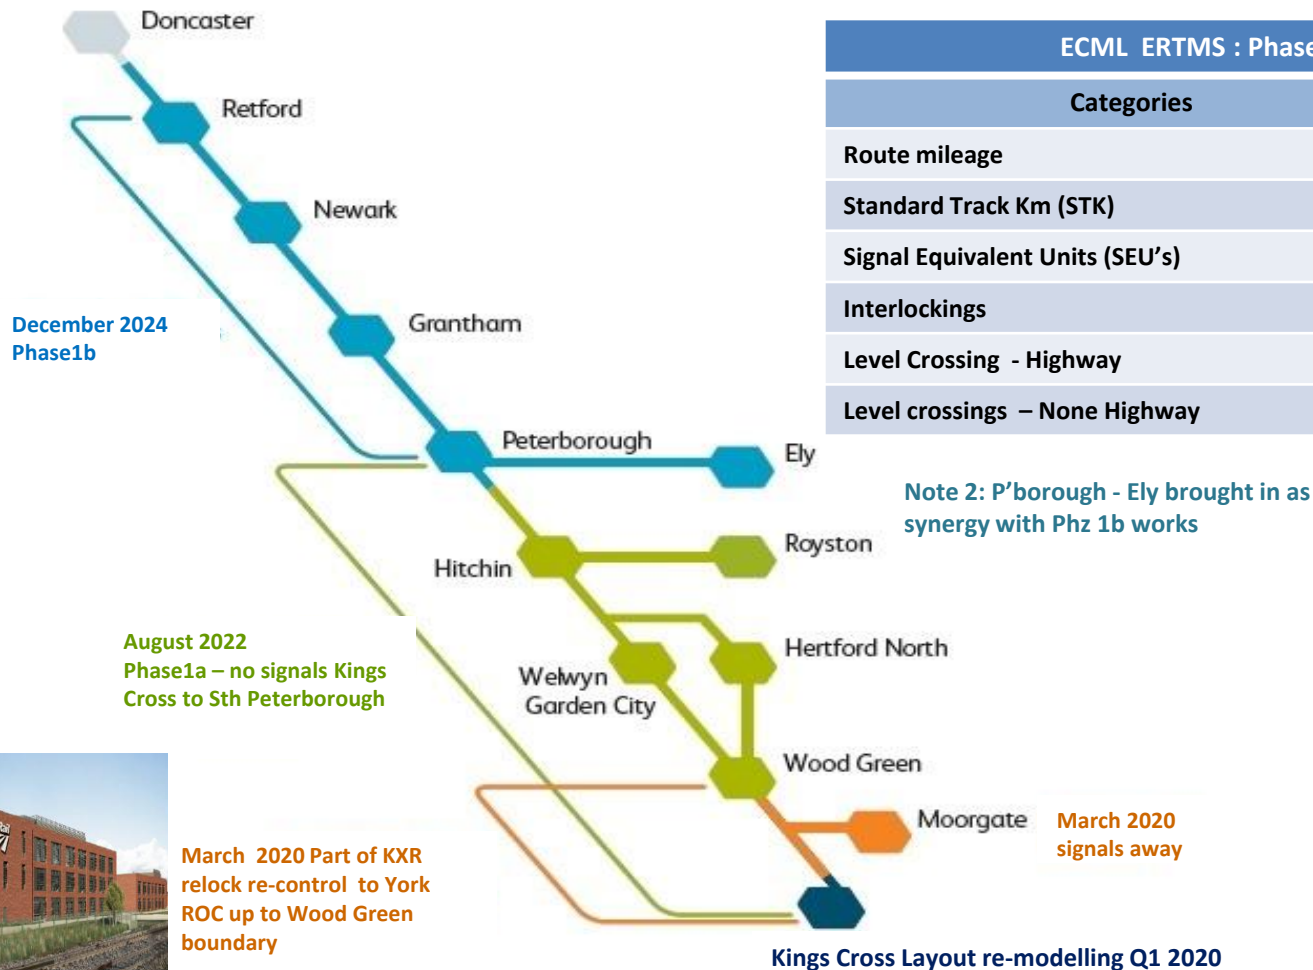 Doncaster
Retford
Newark
Grantham
Peterborough
Ely
Hitchin
Royston
Hertford North
Welwyn
Garden City
Wood Green
Moorgate
December 2024
Phase1b
August 2022
Phase1a – no signals Kings
Cross to Sth Peterborough
March 2020 Part of KXR
relock re-control to York
ROC up to Wood Green
boundary
March 2020
signals away
Kings Cross Layout re-modelling Q1 2020
ECML ERTMS : Phase
Categories
Route mileage
Standard Track Km (STK)
Signal Equivalent Units (SEU's)
Interlockings
Level Crossing - Highway
Level crossings – None Highway
Note 2: P'borough - Ely brought in as
synergy with Phz 1b works